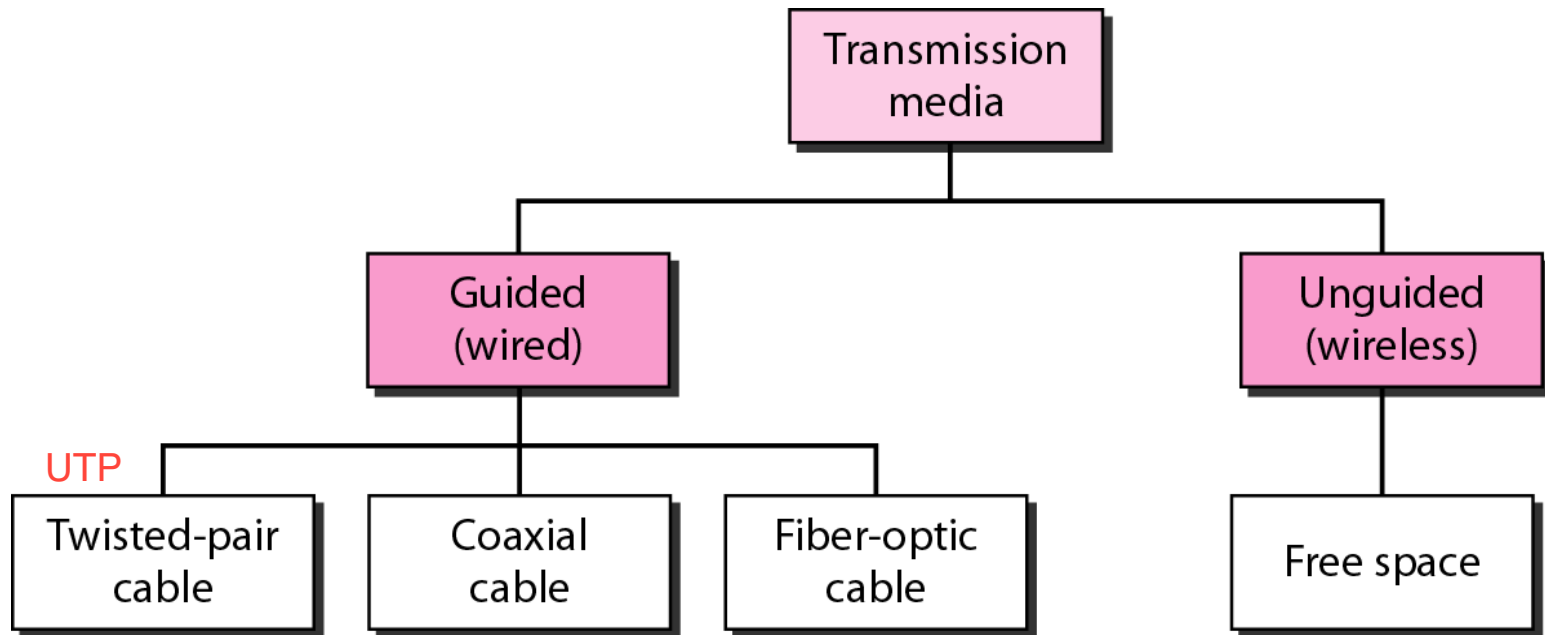 Transmission
media
Guided
(wired)
Unguided
(wireless)
UTP
Twisted-pair
cable
Coaxial
cable
Fiber-optic
cable
Free space